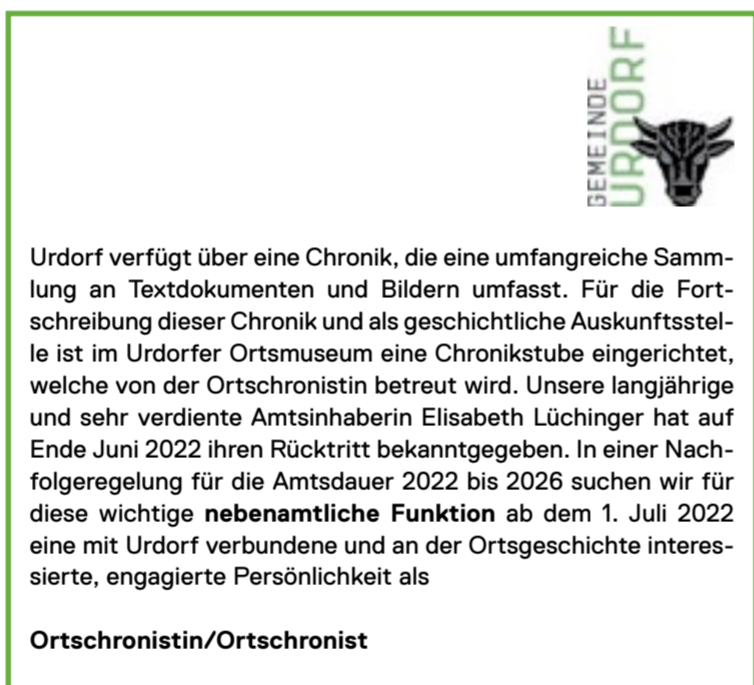 GEMEINDE
URDORF
Urdorf verfügt über eine Chronik, die eine umfangreiche Samm-
lung an Textdokumenten und Bildern umfasst. Für die Fort-
schreibung dieser Chronik und als geschichtliche Auskunftsstel-
le ist im Urdorfer Ortsmuseum eine Chronikstube eingerichtet,
welche von der Ortschronistin betreut wird. Unsere langjährige
und sehr verdiente Amtsinhaberin Elisabeth Lüchinger hat auf
Ende Juni 2022 ihren Rücktritt bekanntgegeben. In einer Nach-
folgeregelung für die Amtsdauer 2022 bis 2026 suchen wir für
diese wichtige nebenamtliche Funktion ab dem 1. Juli 2022
eine mit Urdorf verbundene und an der Ortsgeschichte interes-
sierte, engagierte Persönlichkeit als
Ortschronistin/Ortschronist